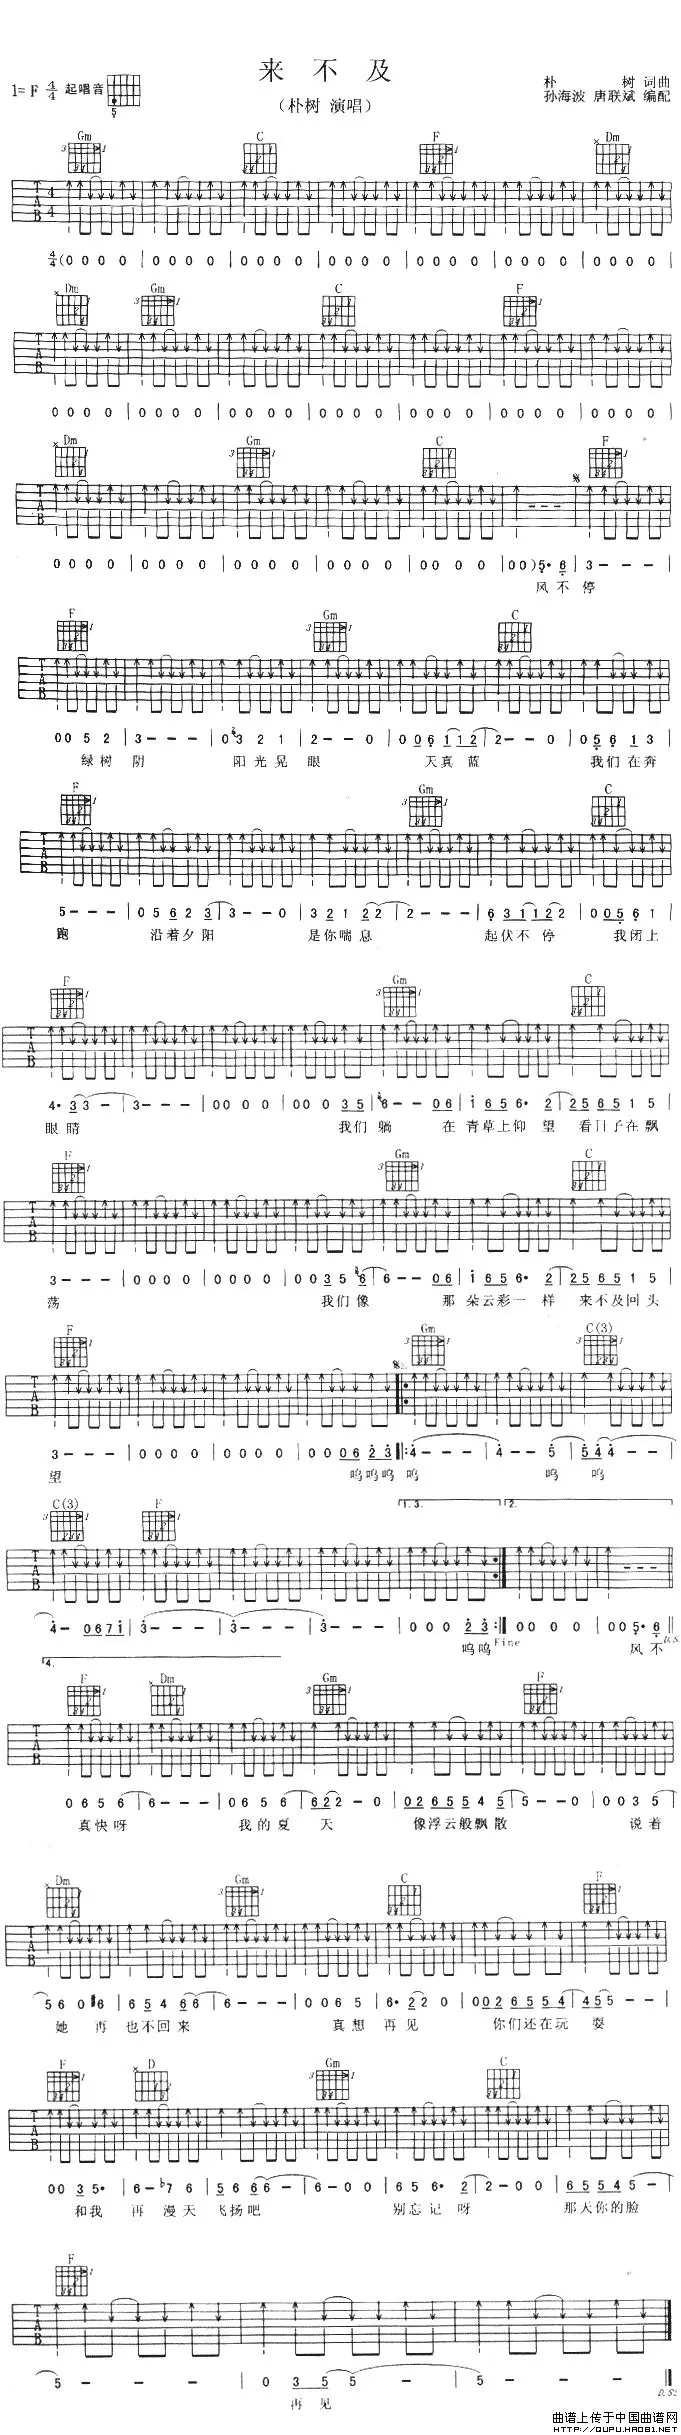 来 不 及
1= F 4/4 起唱音
（朴树 演唱）
朴 树 词曲
孙海波 唐联斌 编配
Gm C F Dm
4/4 (0 0 0 0 | 0 0 0 0 | 0 0 0 0 | 0 0 0 0 | 0 0 0 0 | 0 0 0 0 | 0 0 0 0
Dm Gm C F
0 0 0 0 | 0 0 0 0 | 0 0 0 0 | 0 0 0 0 | 0 0 0 0 | 0 0 0 0 | 0 0 0 0
Dm Gm C F
0 0 0 0 | 0 0 0 0 | 0 0 0 0 | 0 0 0 0 | 0 0 0 0 | 0 0) 5· 6 | 3 - - -
风 不 停
F Gm C
0 0 5 2 | 3 - - - | 0 3 2 1 | 2 - - 0 | 0 0 6 1 1 2 | 2 - - 0 | 0 5 6 1 3
绿 树 阴 阳 光 晃 眼 天 真 蓝 我 们 在 奔
F Gm C
5 - - - | 0 5 6 2 3 | 3 - - 0 | 3 2 1 2 2 | 2 - - - | 6 3 1 1 2 2 | 0 0 5 6 1
跑 沿 着 夕 阳 是 你 喘 息 起 伏 不 停 我 闭 上
F Gm C
4· 3 3 - | 3 - - - | 0 0 0 0 | 0 0 3 5 | 6 - - 0 6 | 1 6 5 6· 2 | 2 5 6 5 1 5
眼 睛 我们 躺 在 青草上仰 望 看日子在飘
F Gm C
3 - - - | 0 0 0 0 | 0 0 3 5 6 | 6 - - 0 6 | 1 6 5 6· 2 | 2 5 6 5 1 5
荡 我们像 那 朵云彩一 样 来不及回头
F Gm C(3)
3 - - - | 0 0 0 0 | 0 0 0 0 | 0 0 0 6 2 3 |: 4 - - - | 4 - 5 | 5 4 4 - -
望 呜呜呜 呜 呜 呜
C(3) F 1.3. 2.
4 - 0 6 7 1 | 3 - - - | 3 - - - | 3 - - - | 0 0 0 2 3 :| 0 0 0 0 | 0 0 5· 6
呜呜 Fine 风 不 D.S.
4.
F Dm Gm F
0 6 5 6 | 6 - - - | 0 6 5 6 | 6 2 2 - 0 | 0 2 6 5 5 4 5 | 5 - - 0 | 0 0 3 5
真 快 呀 我 的 夏 天 像浮云般飘散 说 着
Dm Gm C F
5 6 0 6 | 6 5 4 6 6 | 6 - - - | 0 0 6 5 | 6· 2 2 0 | 0 0 2 6 5 5 4 | 4 5 5 - -
她 再 也不回来 真 想 再 见 你们还在玩 耍
F D Gm C
0 0 3 5· | 6 - ♭7 6 | 5 6 6 6 | 6 - 0 0 | 6 5 6· 2 | 2 - 0 0 | 6 5 5 4 5 -
和我 再 漫天 飞扬吧 别忘记 呀 那天你的脸
F
5 - - - | 0 3 5 5 | 5 - - - ‖
再 见 D.S2
曲谱上传于中国曲谱网
HTTP://QUPU.HAO81.NET